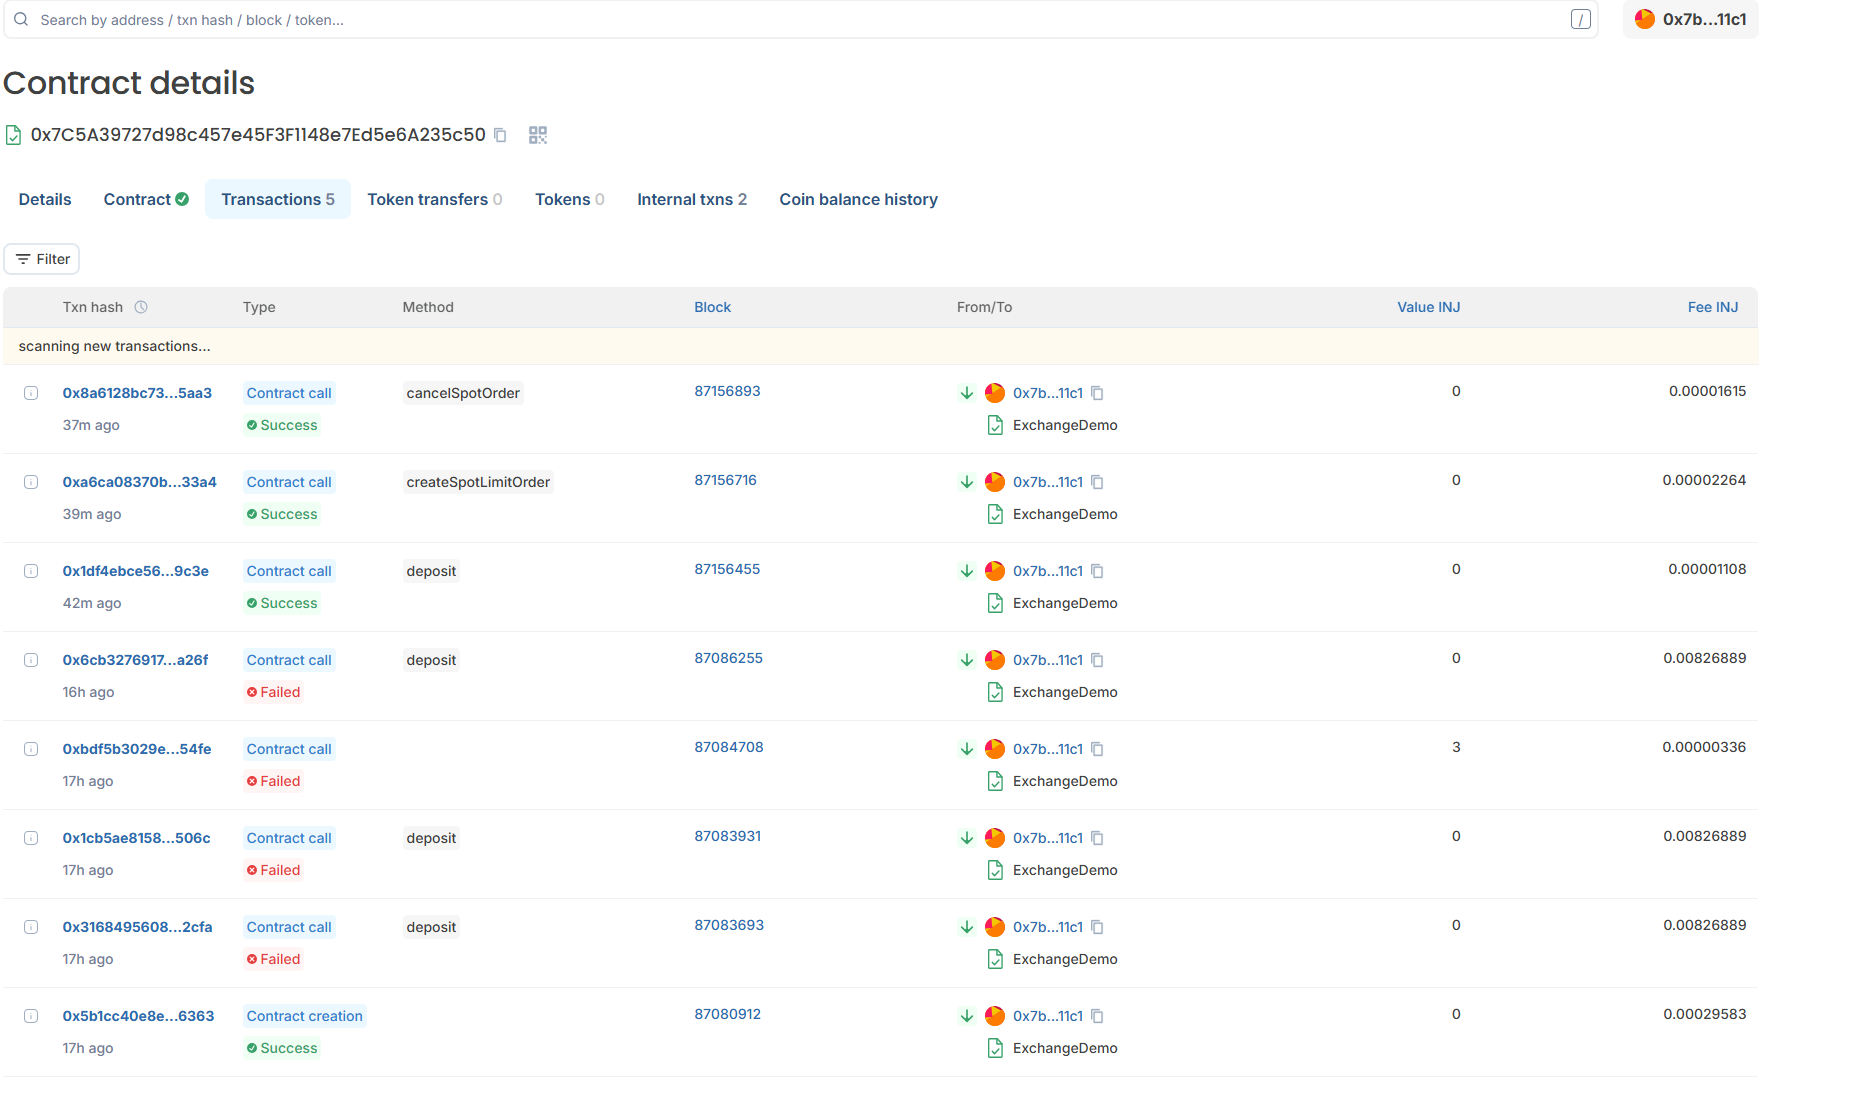 Search by address / txn hash / block / token... /
0x7b...11c1
Contract details
0x7C5A39727d98c457e45F3F1148e7Ed5e6A235c50
Details Contract Transactions 5 Token transfers 0 Tokens 0 Internal txns 2 Coin balance history
Filter
Txn hash Type Method Block From/To Value INJ Fee INJ
scanning new transactions...
0x8a6128bc73...5aa3 Contract call cancelSpotOrder 87156893 0x7b...11c1 0 0.00001615
37m ago Success ExchangeDemo
0xa6ca08370b...33a4 Contract call createSpotLimitOrder 87156716 0x7b...11c1 0 0.00002264
39m ago Success ExchangeDemo
0x1df4ebce56...9c3e Contract call deposit 87156455 0x7b...11c1 0 0.00001108
42m ago Success ExchangeDemo
0x6cb3276917...a26f Contract call deposit 87086255 0x7b...11c1 0 0.00826889
16h ago Failed ExchangeDemo
0xbdf5b3029e...54fe Contract call 87084708 0x7b...11c1 3 0.00000336
17h ago Failed ExchangeDemo
0x1cb5ae8158...506c Contract call deposit 87083931 0x7b...11c1 0 0.00826889
17h ago Failed ExchangeDemo
0x3168495608...2cfa Contract call deposit 87083693 0x7b...11c1 0 0.00826889
17h ago Failed ExchangeDemo
0x5b1cc40e8e...6363 Contract creation 87080912 0x7b...11c1 0 0.00029583
17h ago Success ExchangeDemo